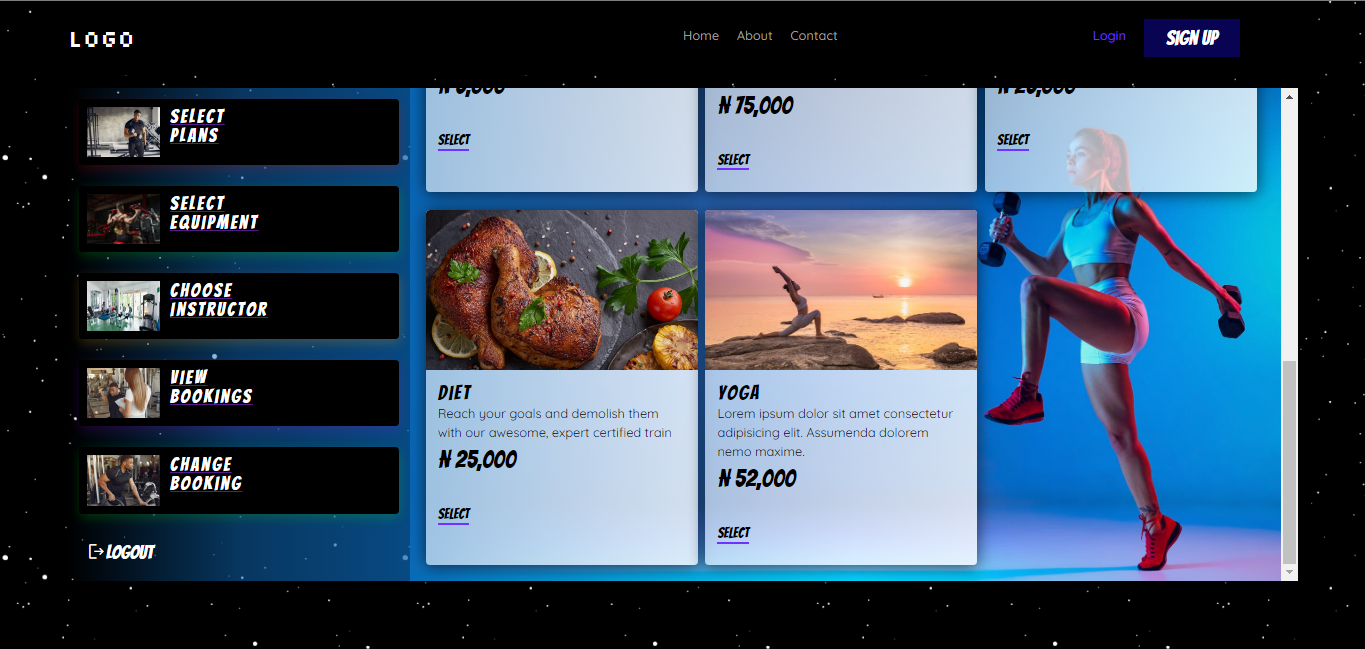 LOGO
Home
About
Contact
Login
SIGN UP
SELECT
PLANS
SELECT
EQUIPMENT
CHOOSE
INSTRUCTOR
VIEW
BOOKINGS
CHANGE
BOOKING
LOGOUT
SELECT
₦ 75,000
SELECT
SELECT
DIET
Reach your goals and demolish them
with our awesome, expert certified train
₦ 25,000
SELECT
YOGA
Lorem ipsum dolor sit amet consectetur
adipisicing elit. Assumenda dolorem
nemo maxime.
₦ 52,000
SELECT